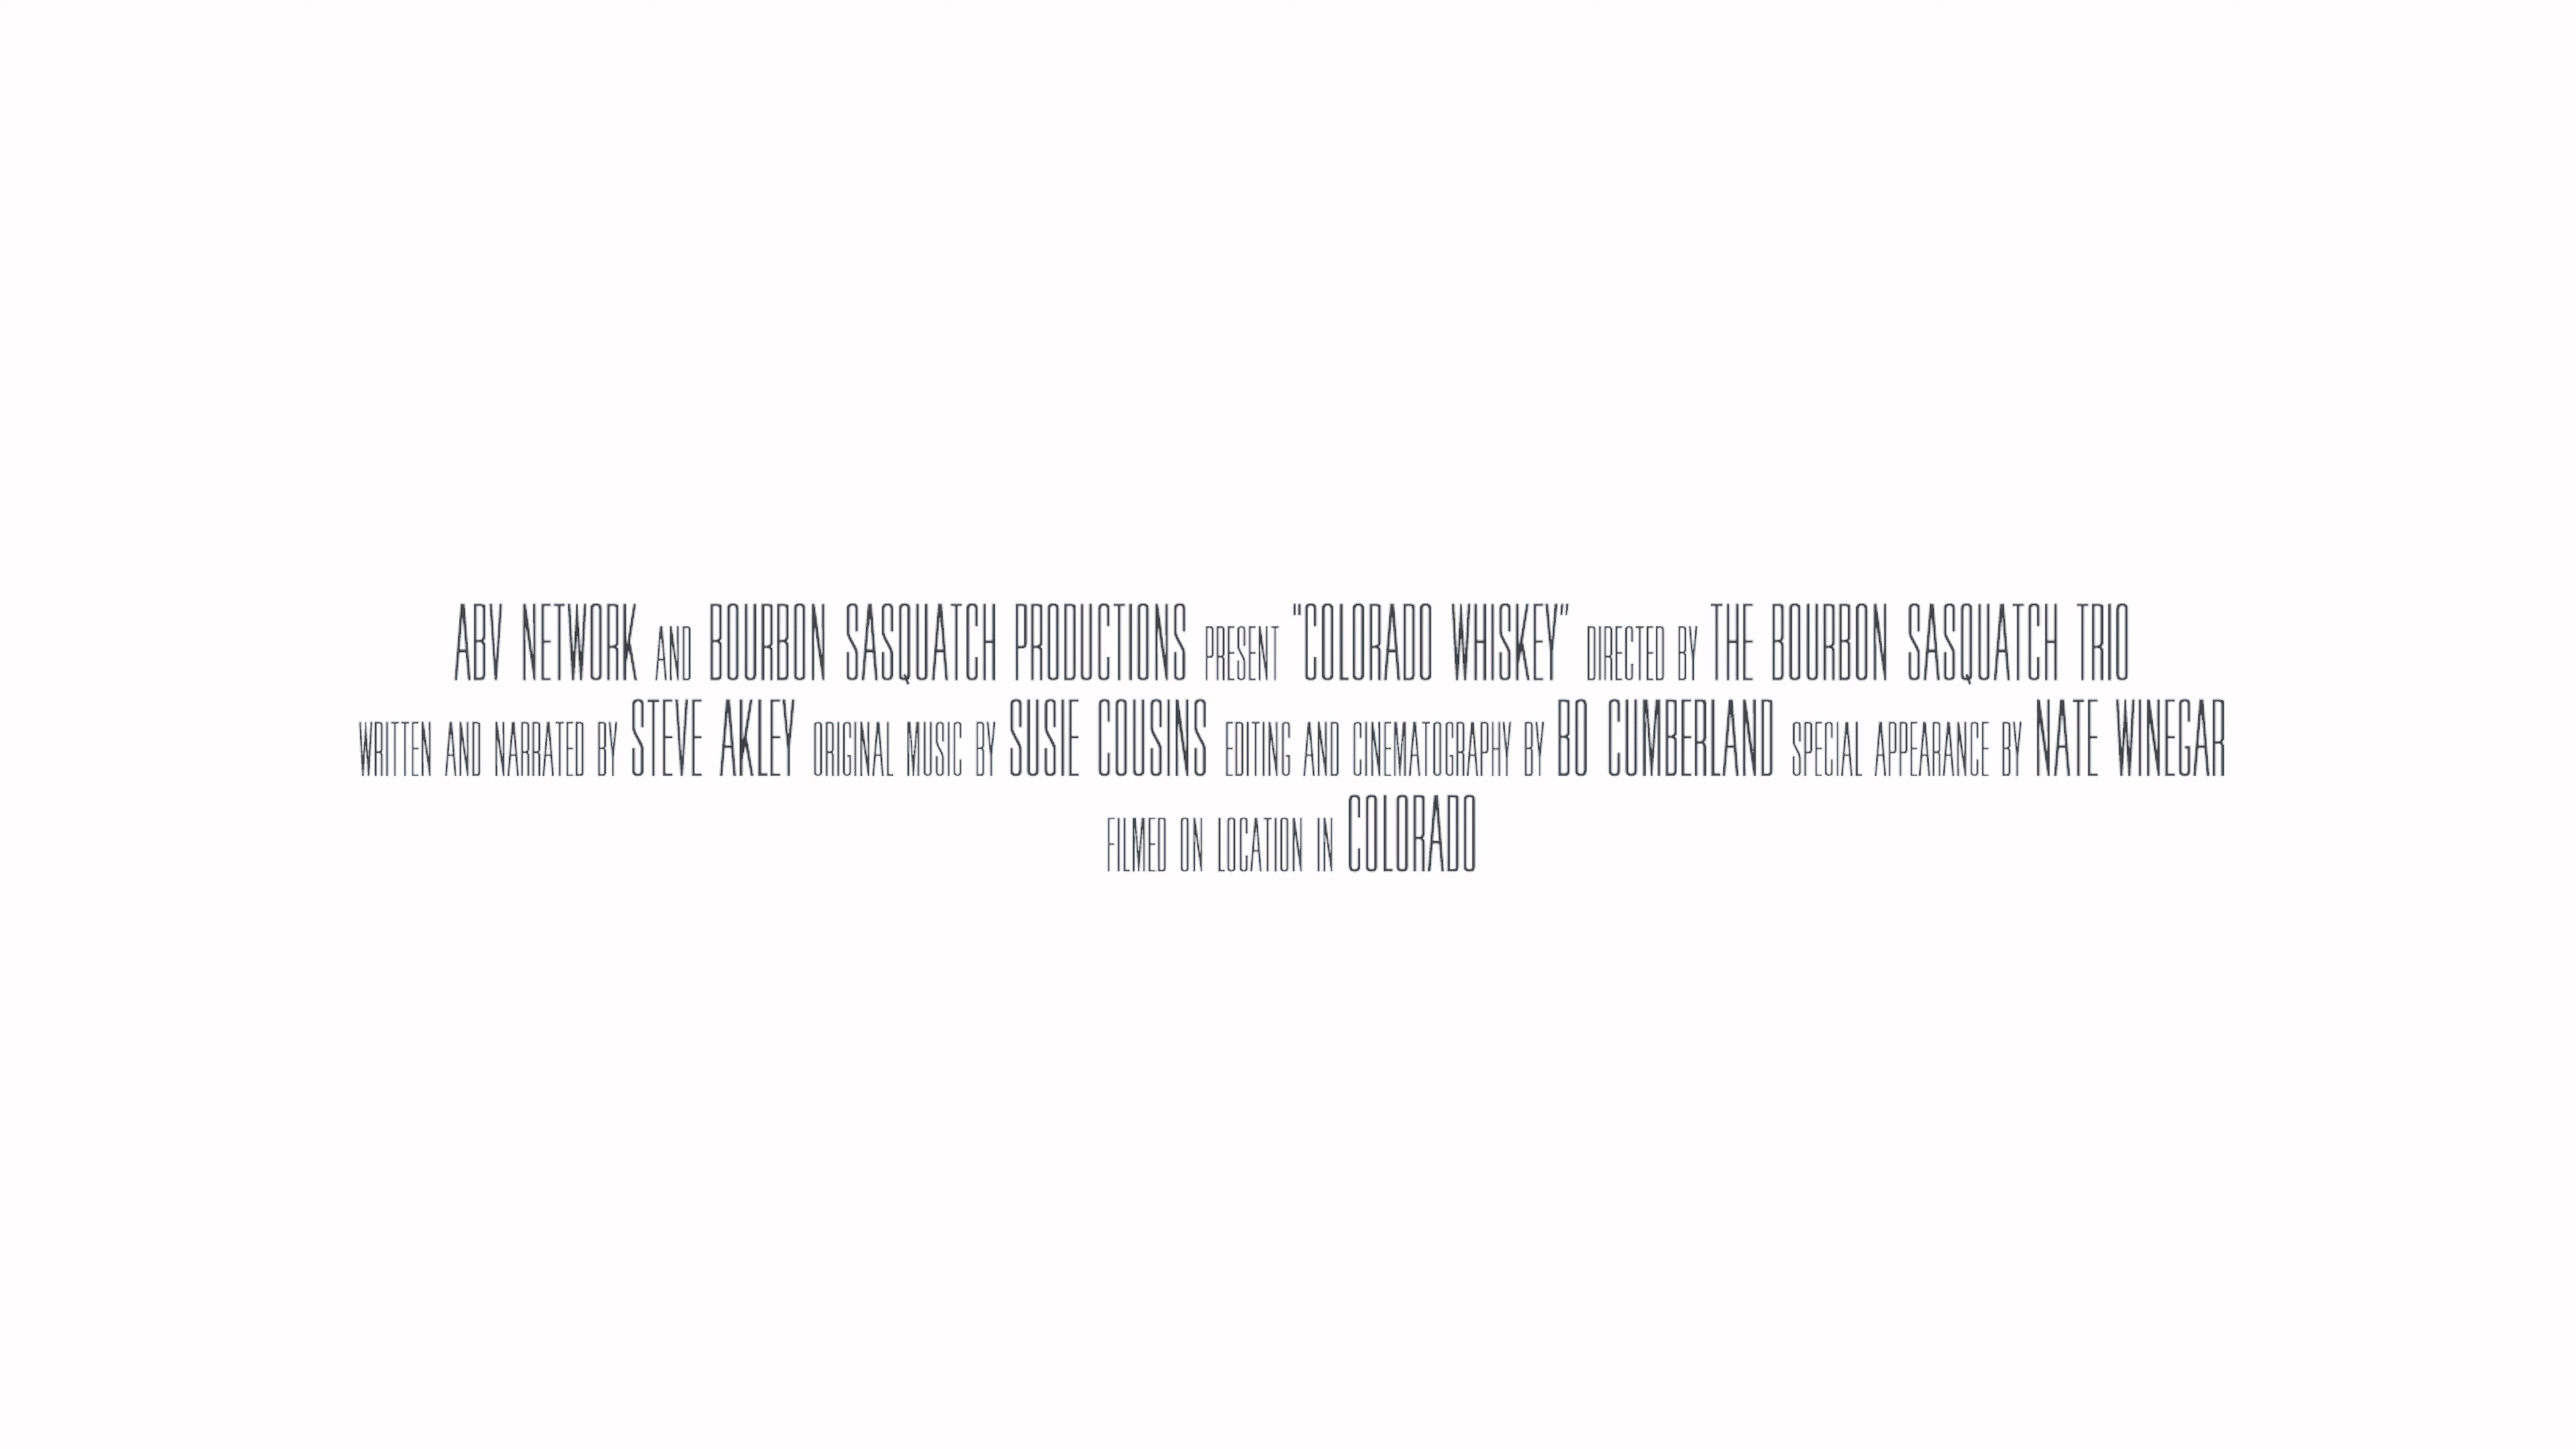 ABV NETWORK AND BOURBON SASQUATCH PRODUCTIONS PRESENT "COLORADO WHISKEY" DIRECTED BY THE BOURBON SASQUATCH TRIO
WRITTEN AND NARRATED BY STEVE AKLEY ORIGINAL MUSIC BY SUSIE COUSINS EDITING AND CINEMATOGRAPHY BY BO CUMBERLAND SPECIAL APPEARANCE BY NATE WINEGAR
FILMED ON LOCATION IN COLORADO